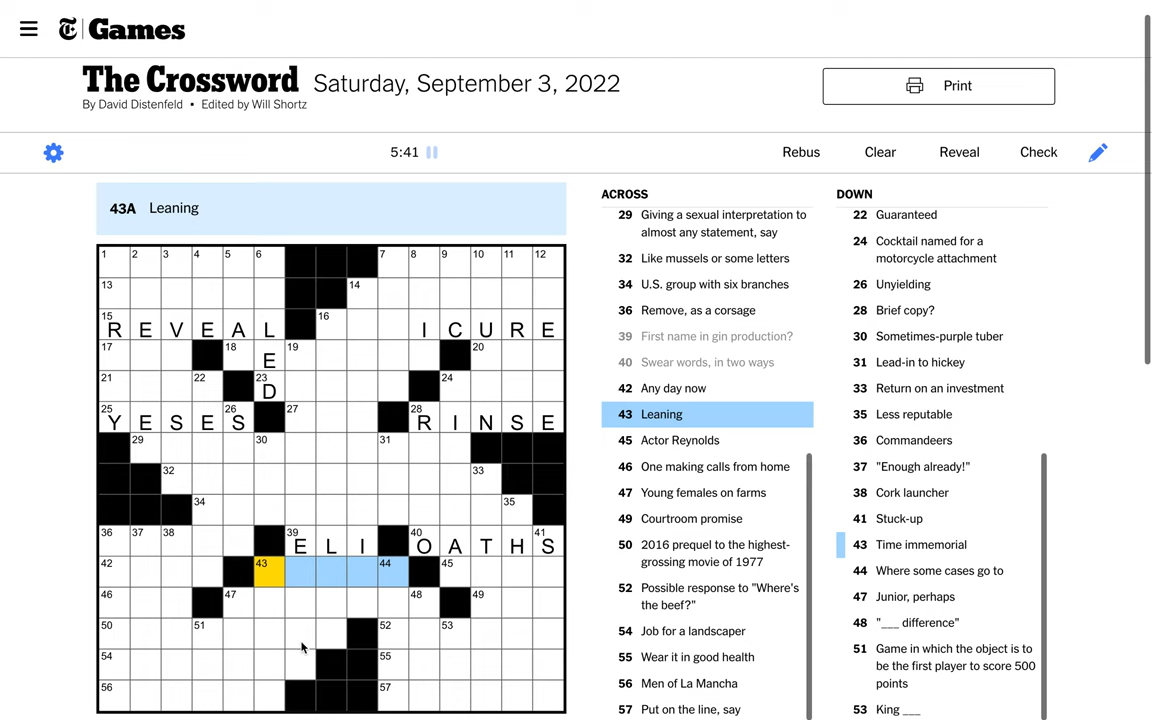 Games
The Crossword Saturday, September 3, 2022
By David Distenfeld • Edited by Will Shortz
Print
5:41
Rebus Clear Reveal Check
43A Leaning
1 2 3 4 5 6 7 8 9 10 11 12
13 14
15 R E V E A L 16 I C U R E
17 18 E 19 20
21 22 23 D 24
25 Y E S E S 26 27 28 R I N S E
29 30 31
32 33
34 35
36 37 38 39 E L I 40 O A T H S 41
42 43 44 45
46 47 48 49
50 51 52 53
54 55
56 57
ACROSS
29 Giving a sexual interpretation to
almost any statement, say
32 Like mussels or some letters
34 U.S. group with six branches
36 Remove, as a corsage
39 First name in gin production?
40 Swear words, in two ways
42 Any day now
43 Leaning
45 Actor Reynolds
46 One making calls from home
47 Young females on farms
49 Courtroom promise
50 2016 prequel to the highest-
grossing movie of 1977
52 Possible response to "Where's
the beef?"
54 Job for a landscaper
55 Wear it in good health
56 Men of La Mancha
57 Put on the line, say
DOWN
22 Guaranteed
24 Cocktail named for a
motorcycle attachment
26 Unyielding
28 Brief copy?
30 Sometimes-purple tuber
31 Lead-in to hickey
33 Return on an investment
35 Less reputable
36 Commandeers
37 "Enough already!"
38 Cork launcher
41 Stuck-up
43 Time immemorial
44 Where some cases go to
47 Junior, perhaps
48 "___ difference"
51 Game in which the object is to
be the first player to score 500
points
53 King ___